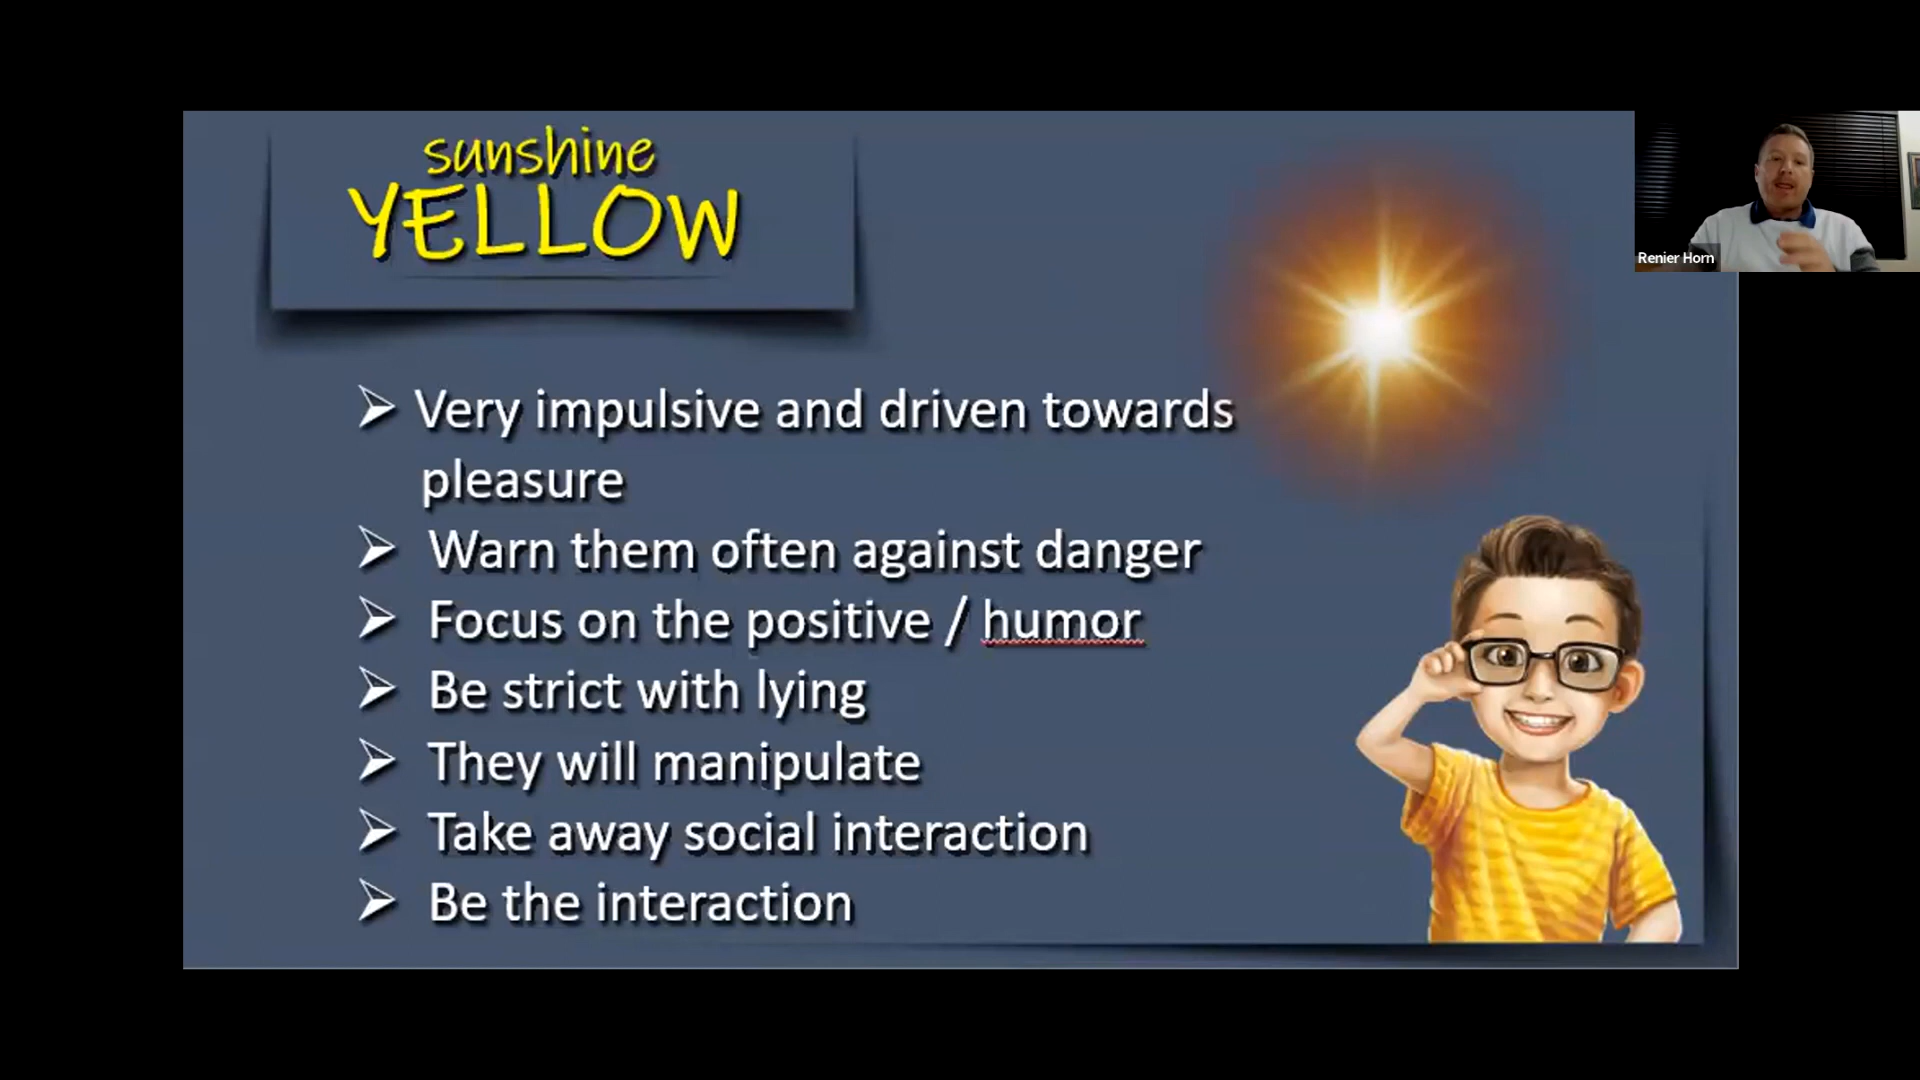 sunshine
YELLOW
Renier Horn
➢ Very impulsive and driven towards
pleasure
➢ Warn them often against danger
➢ Focus on the positive / humor
➢ Be strict with lying
➢ They will manipulate
➢ Take away social interaction
➢ Be the interaction